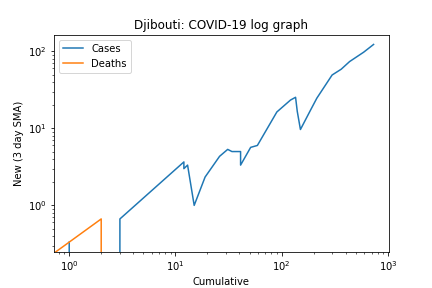 Djibouti: COVID-19 log graph
Cases
Deaths
New (3 day SMA)
10²
10¹
10⁰
10⁰ 10¹ 10² 10³
Cumulative